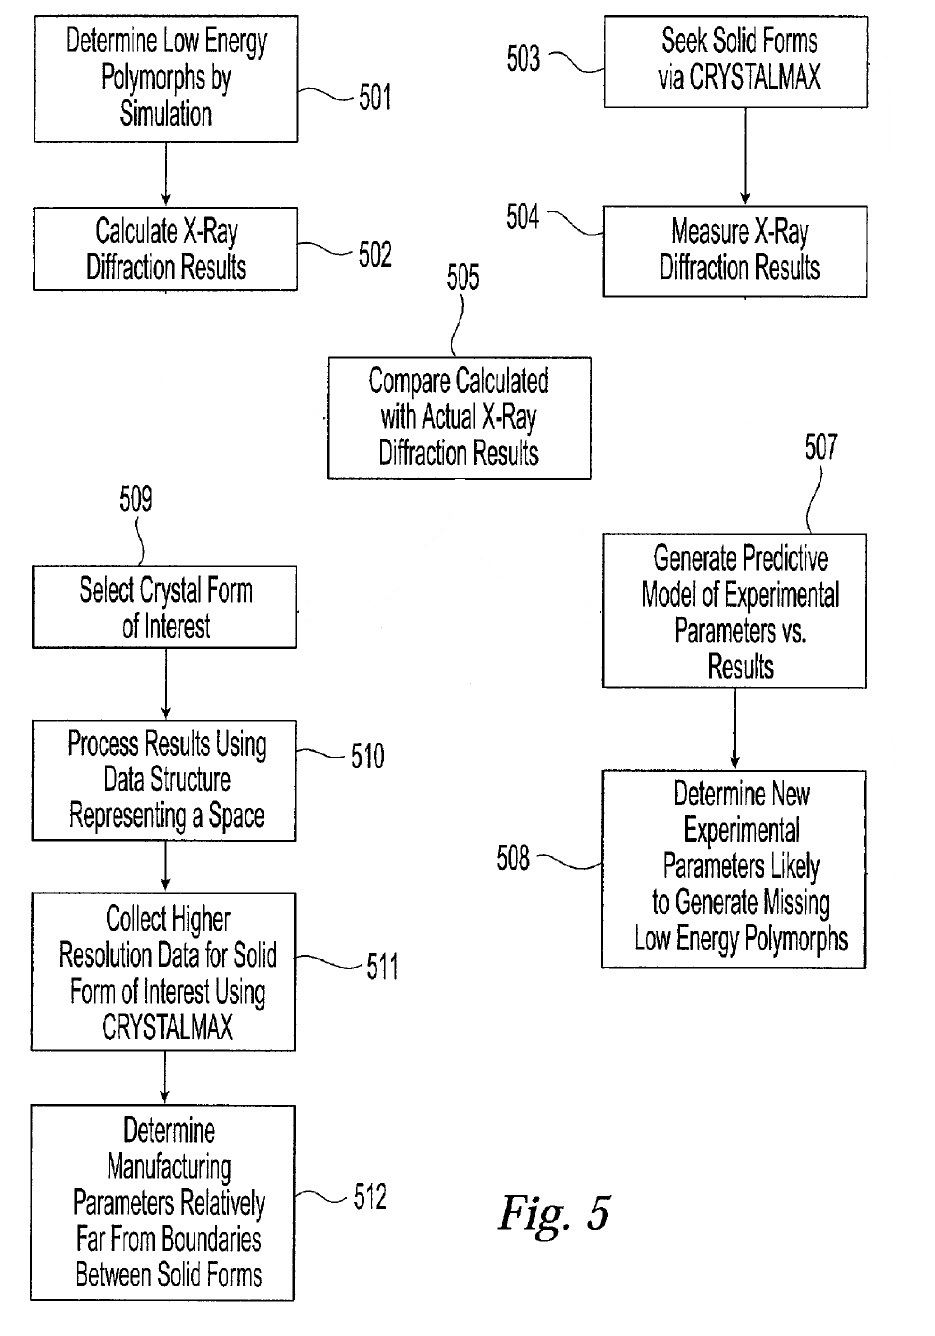 Determine Low Energy
Polymorphs by
Simulation
501
Seek Solid Forms
via CRYSTALMAX
503
Calculate X-Ray
Diffraction Results
502
504
Measure X-Ray
Diffraction Results
505
Compare Calculated
with Actual X-Ray
Diffraction Results
507
Generate Predictive
Model of Experimental
Parameters vs.
Results
509
Select Crystal Form
of Interest
Process Results Using
Data Structure
Representing a Space
510
508
Determine New
Experimental
Parameters Likely
to Generate Missing
Low Energy Polymorphs
Collect Higher
Resolution Data for Solid
Form of Interest Using
CRYSTALMAX
511
Determine
Manufacturing
Parameters Relatively
Far From Boundaries
Between Solid Forms
512
Fig. 5